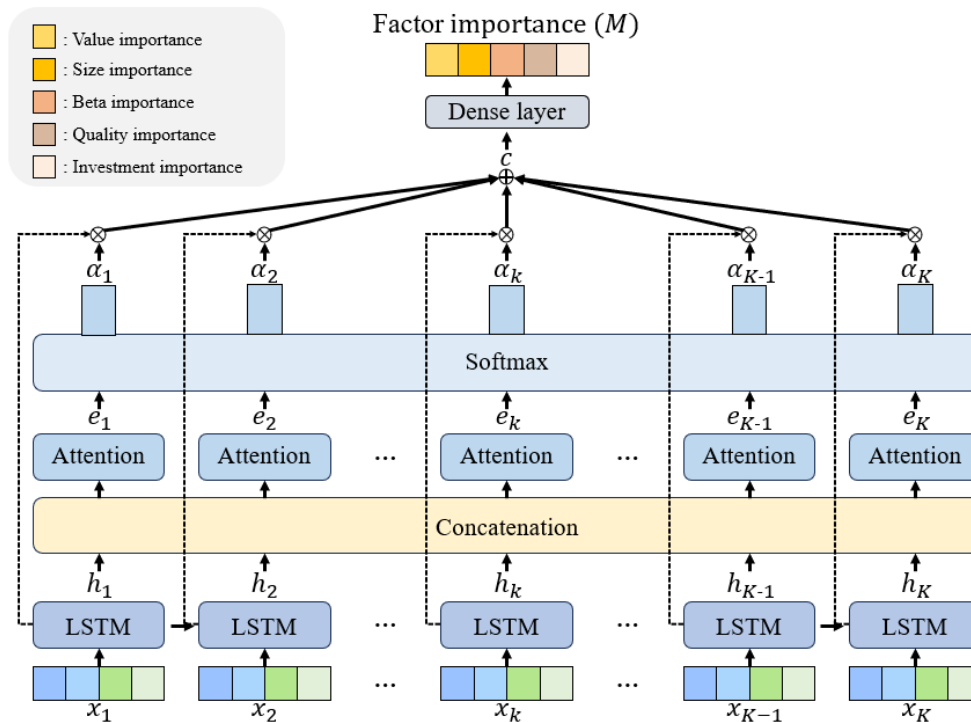 Factor importance (M)
: Value importance
: Size importance
: Beta importance
: Quality importance
: Investment importance
Dense layer
c
α1 α2 αk αK-1 αK
Softmax
e1 e2 ek eK-1 eK
Attention Attention ... Attention ... Attention Attention
Concatenation
h1 h2 hk hK-1 hK
LSTM LSTM ... LSTM ... LSTM LSTM
...
...
x1 x2 xk xK−1 xK